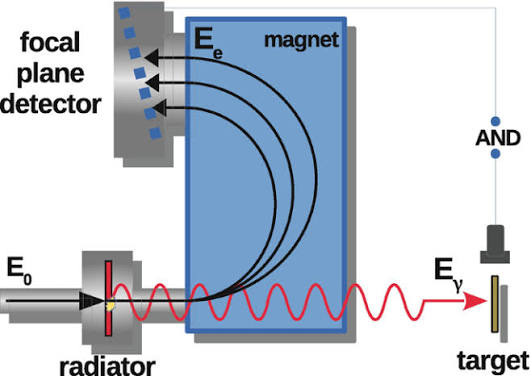 focal
plane
detector
Eₑ
magnet
AND
E₀
Eᵧ
radiator
target